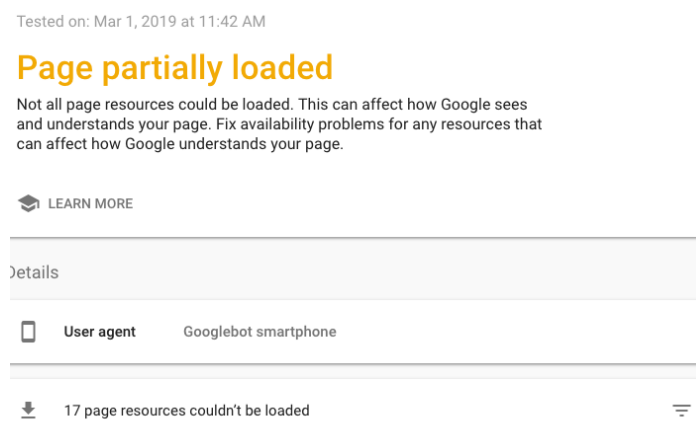 Tested on: Mar 1, 2019 at 11:42 AM
Page partially loaded
Not all page resources could be loaded. This can affect how Google sees
and understands your page. Fix availability problems for any resources that
can affect how Google understands your page.
LEARN MORE
Details
User agent Googlebot smartphone
17 page resources couldn't be loaded